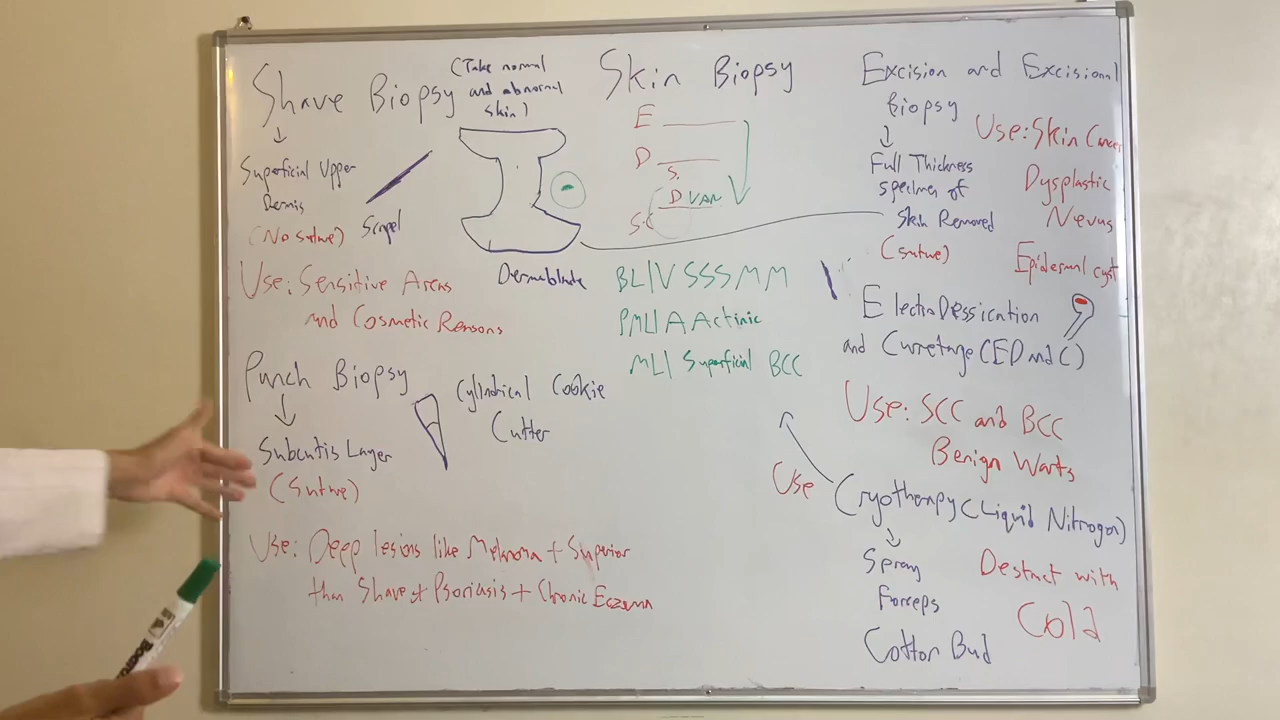 Shave Biopsy
(Take normal
and abnormal
skin)
Superficial Upper
Dermis
(No suture)
Scapel
Dermablade
Use: Sensitive Areas
and Cosmetic Reasons
Punch Biopsy
Cylindrical Cookie
Cutter
Subcutis Layer
(Suture)
Use: Deep lesions like Melanoma + Superior
than Shave + Psoriasis + Chronic Eczema
Skin Biopsy
E
D
S.
D VAN
S.C
BL/V SSSMM
PML/A Actinic
ML/ Superficial BCC
Excision and Excisional
Biopsy
Full Thickness
specimen of
Skin Removed
(suture)
Use: Skin Cancer
Dysplastic
Nevus
Epidermal cyst
ElectroDessication
and Curretage (ED and C)
Use: SCC and BCC
Benign Warts
Use
Cryotherapy (Liquid Nitrogen)
Spray
Forceps
Cotton Bud
Destruct with
Cold